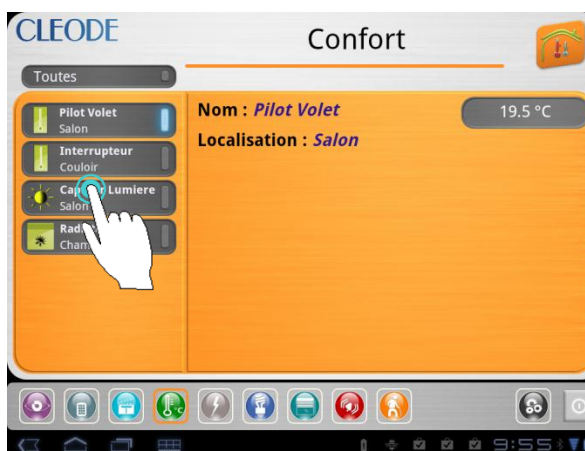 CLEODE
Confort
Toutes
Pilot Volet
Salon
Interrupteur
Couloir
Lumiere
Salon
Nom : Pilot Volet
Localisation : Salon
19.5 °C
°C
9:55